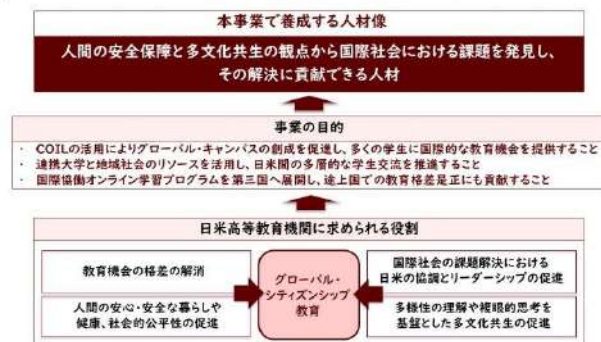 本事業で養成する人材像
人間の安全保障と多文化共生の観点から国際社会における課題を発見し、
その解決に貢献できる人材
事業の目的
・ COILの活用によりグローバル・キャンパスの創成を促進し、多くの学生に国際的な教育機会を提供すること
・ 連携大学と地域社会のリソースを活用し、日米間の多層的な学生交流を推進すること
・ 国際協働オンライン学習プログラムを第三国へ展開し、途上国での教育格差是正にも貢献すること
日米高等教育機関に求められる役割
教育機会の格差の解消
人間の安心・安全な暮らしや
健康、社会的公平性の促進
グローバル・
シティズンシップ
教育
国際社会の課題解決における
日米の協調とリーダーシップの促進
多様性の理解や複眼的思考を
基盤とした多文化共生の促進